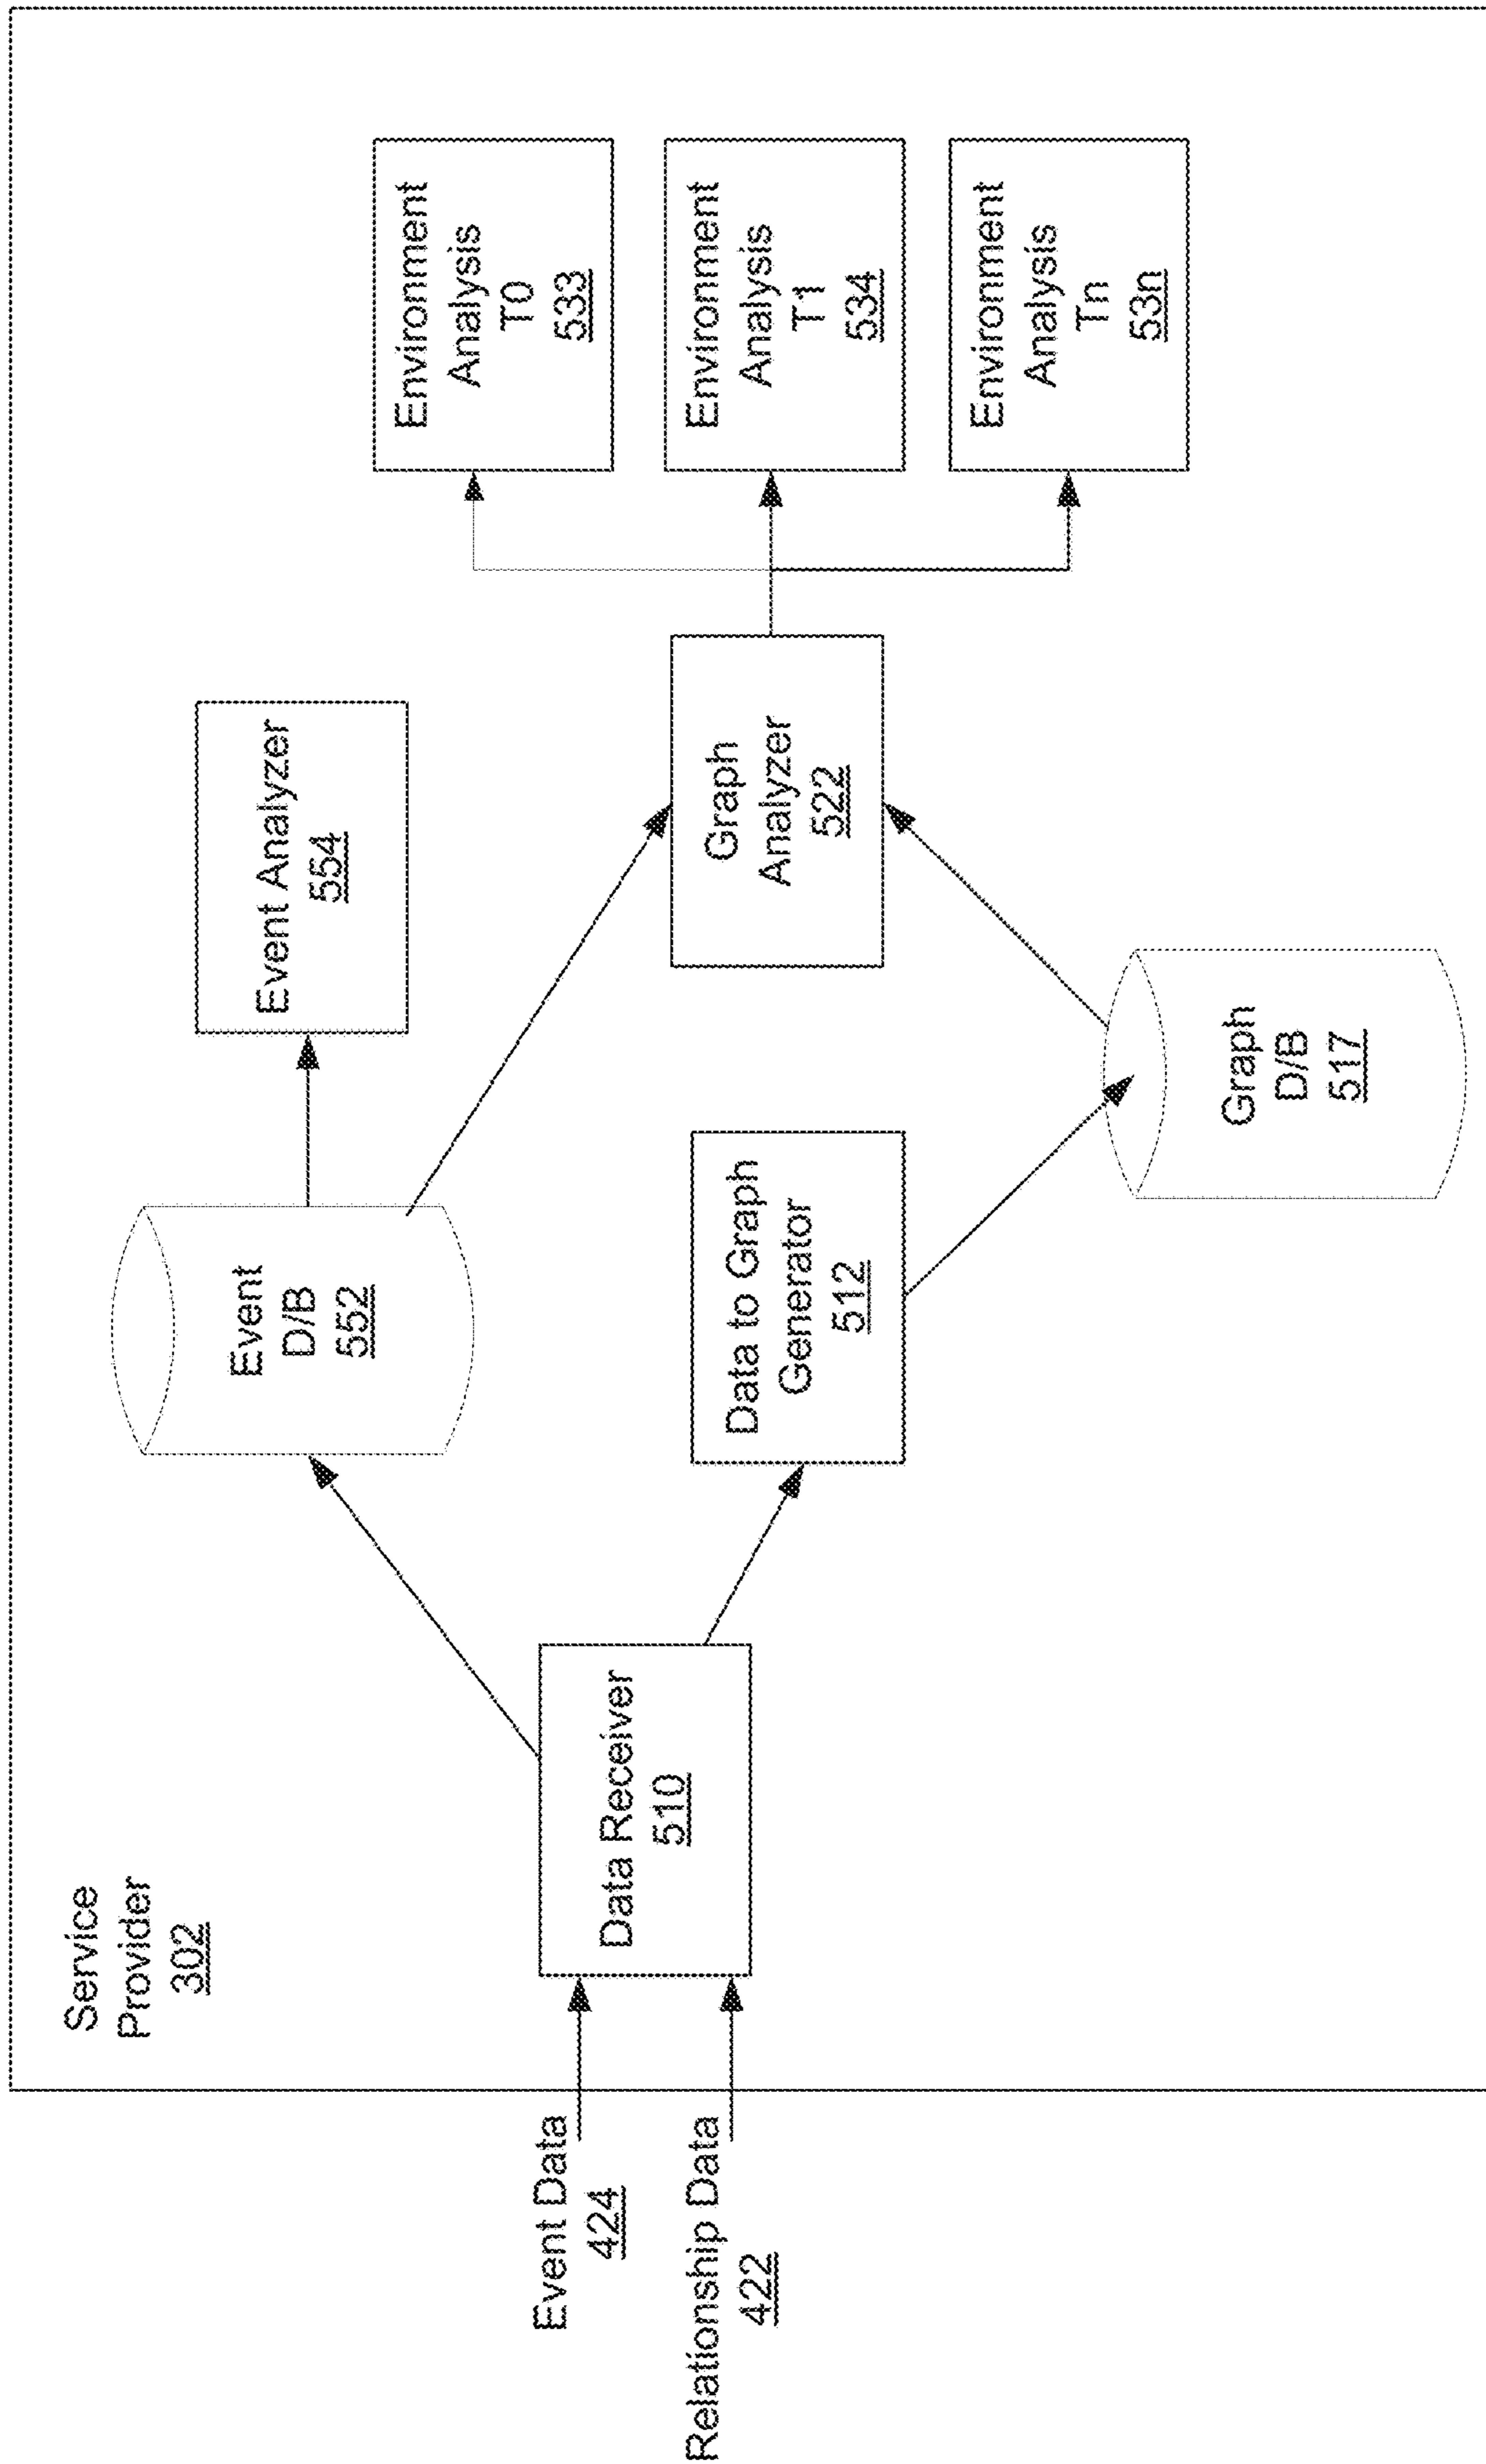 Service
Provider
302
Event Data
424
Relationship Data
422
Data Receiver
510
Event
D/B
552
Data to Graph
Generator
512
Event Analyzer
554
Graph
D/B
517
Graph
Analyzer
522
Environment
Analysis
T0
533
Environment
Analysis
T1
534
Environment
Analysis
Tn
53n